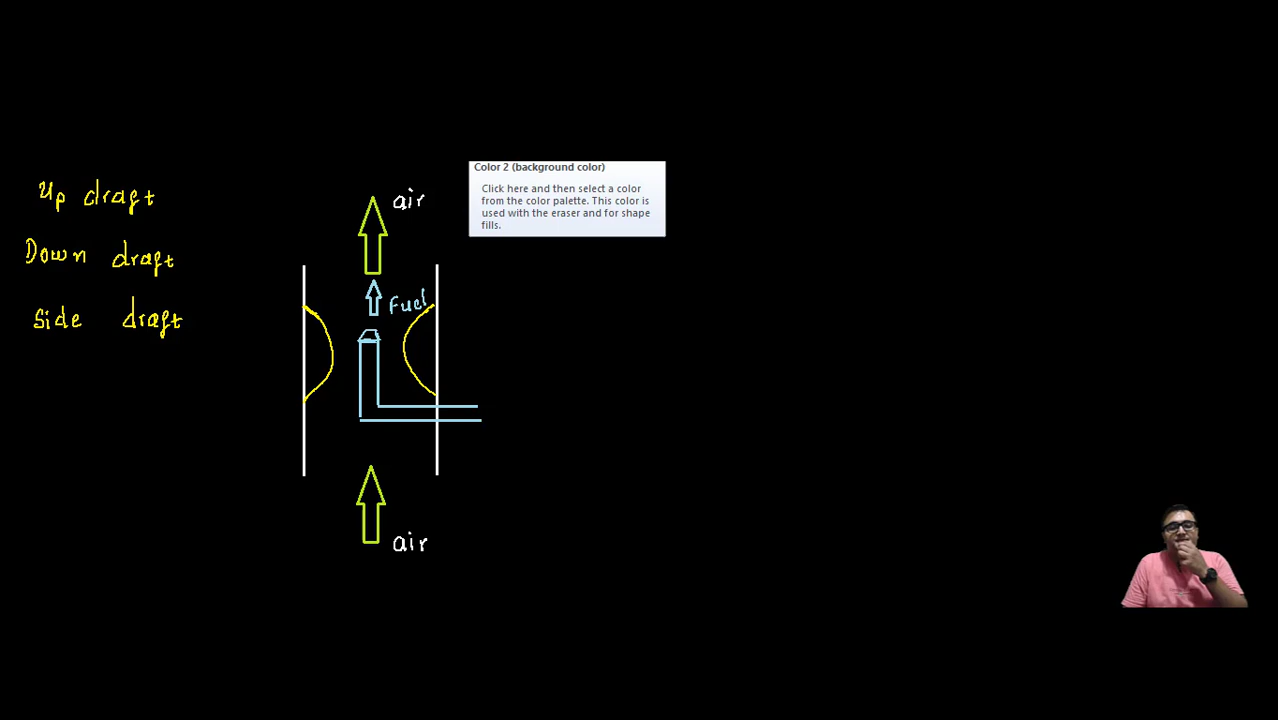 Up draft
Down draft
Side draft
air
Fuel
air
Color 2 (background color)
Click here and then select a color
from the color palette. This color is
used with the eraser and for shape
fills.